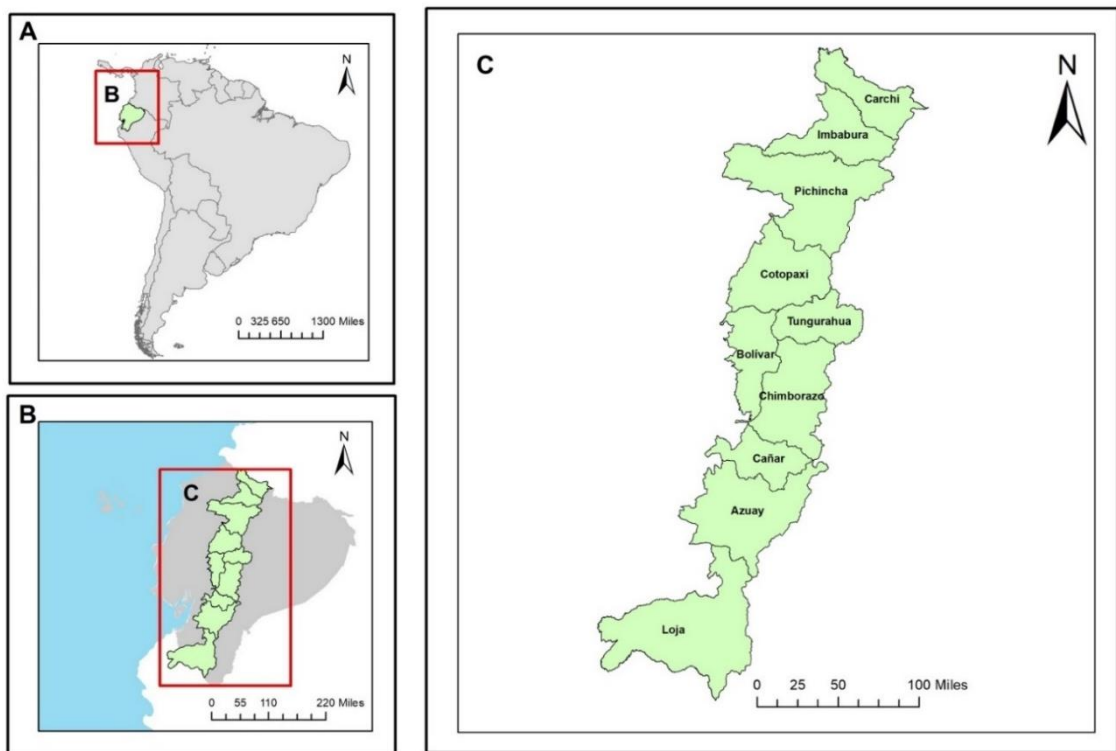 A
N
B
0 325 650 1300 Miles
B
N
C
0 55 110 220 Miles
C
N
Carchi
Imbabura
Pichincha
Cotopaxi
Tungurahua
Bolívar
Chimborazo
Cañar
Azuay
Loja
0 25 50 100 Miles